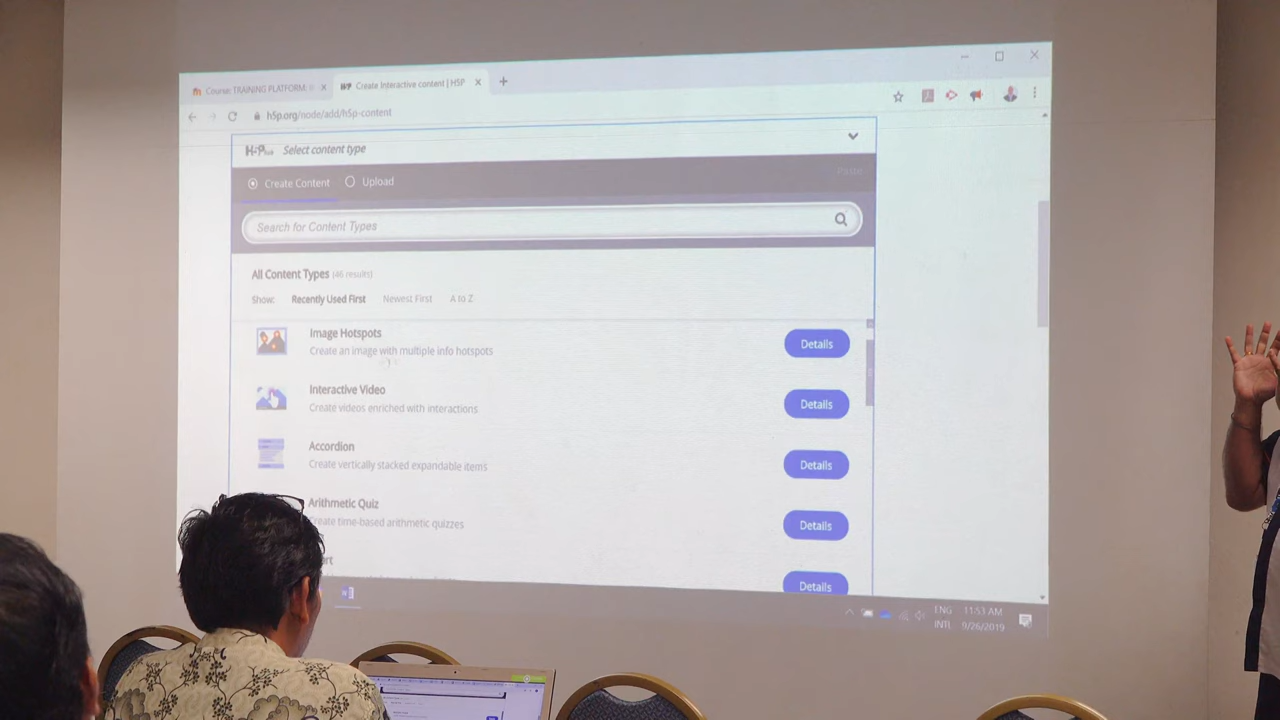 Course: TRAINING PLATFORM:
H5P Create Interactive content | H5P
h5p.org/node/add/h5p-content
H5P Select content type
Create Content Upload
Paste
Search for Content Types
All Content Types (46 results)
Show: Recently Used First Newest First A to Z
Image Hotspots
Create an image with multiple info hotspots
Details
Interactive Video
Create videos enriched with interactions
Details
Accordion
Create vertically stacked expandable items
Details
Arithmetic Quiz
Create time-based arithmetic quizzes
Details
Details
ENG 11:53 AM
INTL 9/26/2019